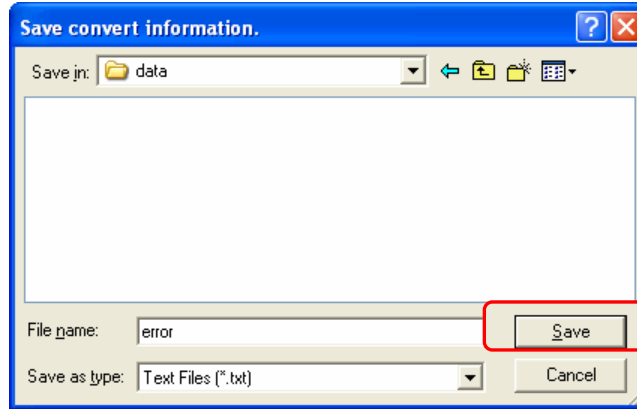 Save convert information.
Save in: data
File name: error Save
Save as type: Text Files (*.txt) Cancel